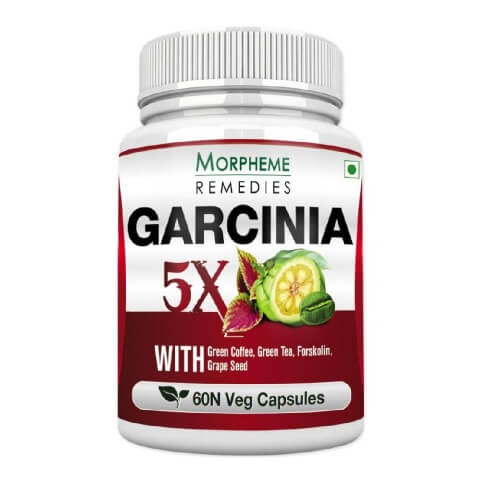 MORPHEME
REMEDIES
GARCINIA
5X
WITH Green Coffee, Green Tea, Forskolin,
Grape Seed
60N Veg Capsules